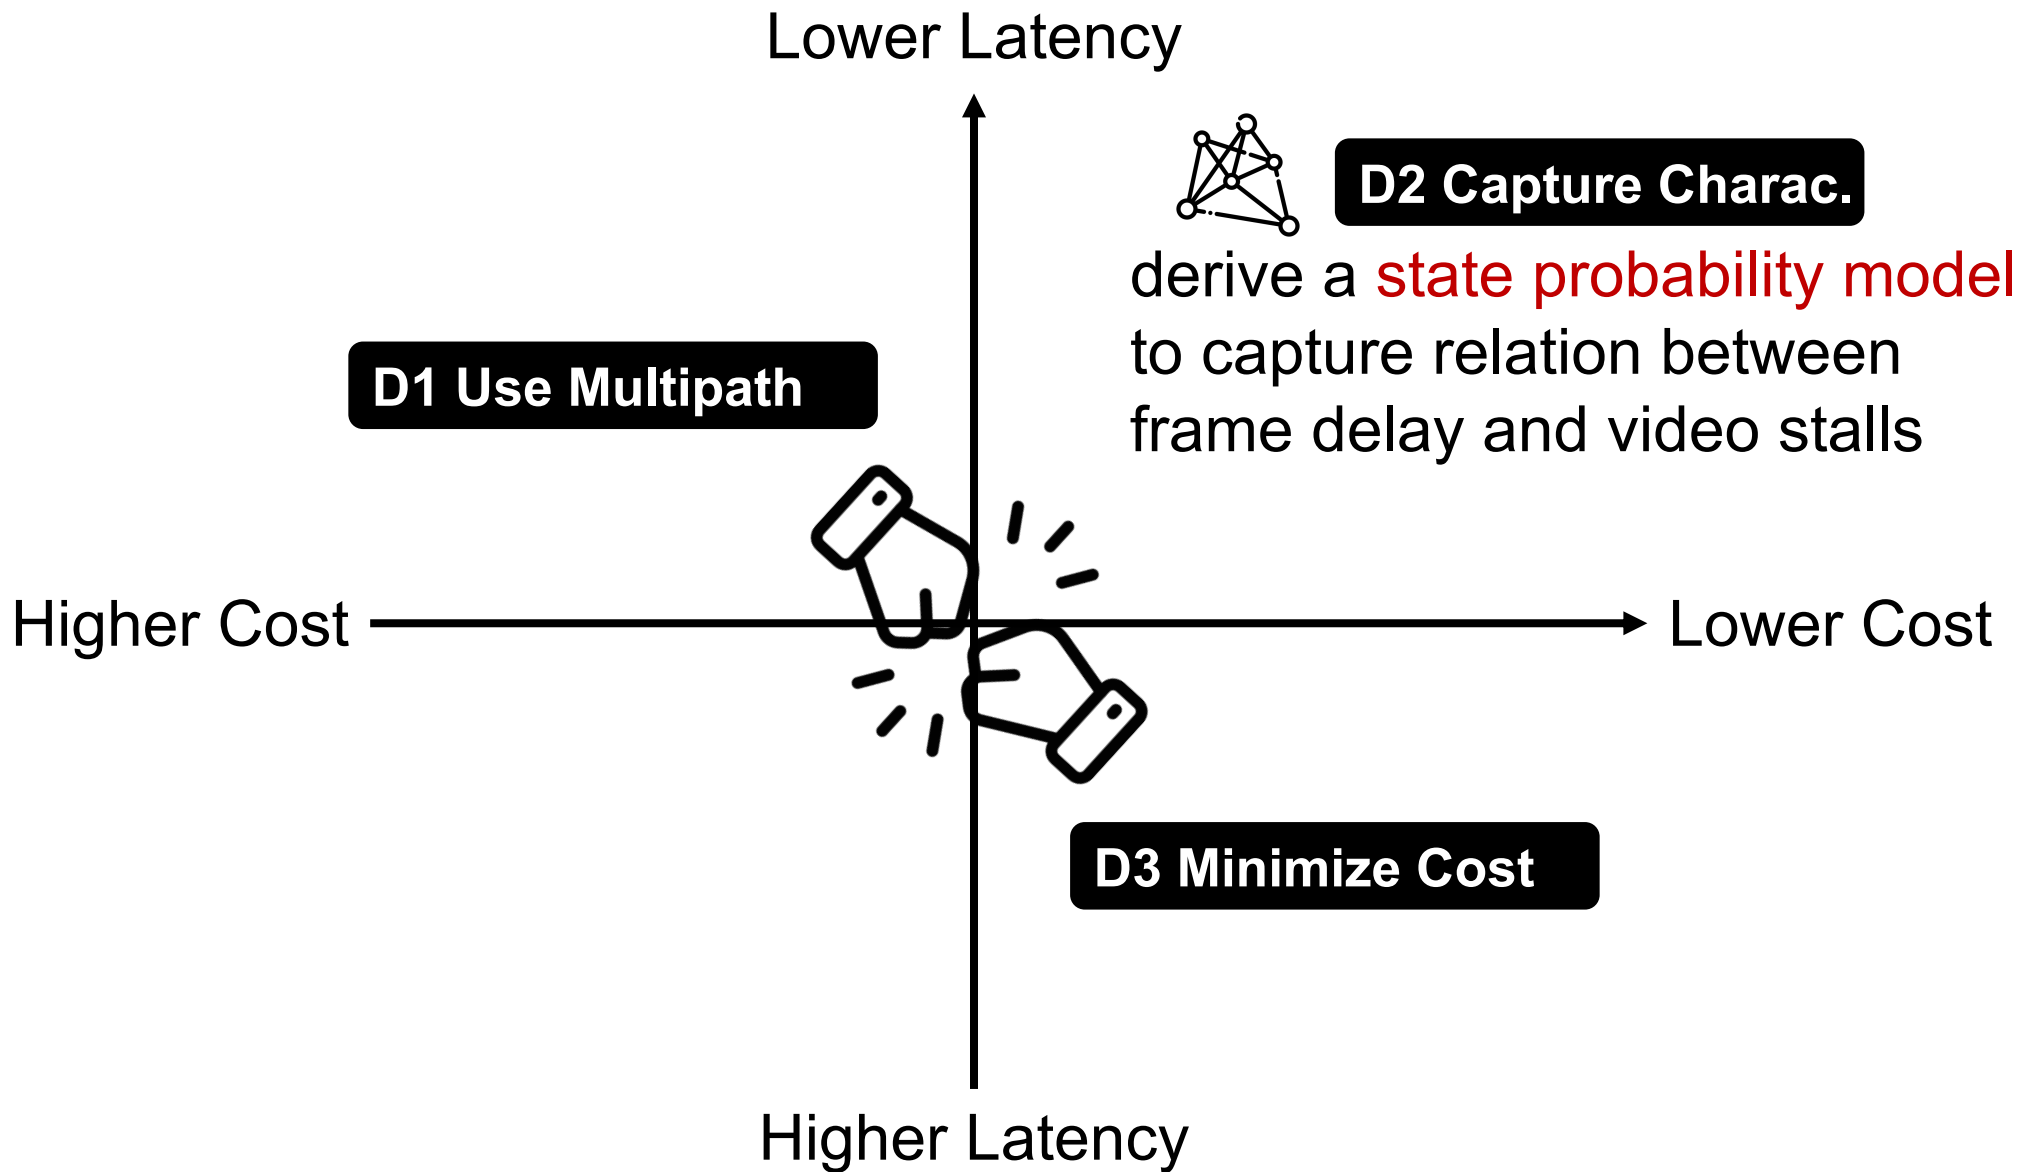 Lower Latency
D2 Capture Charac.
derive a state probability model
to capture relation between
frame delay and video stalls
D1 Use Multipath
Higher Cost
Lower Cost
D3 Minimize Cost
Higher Latency